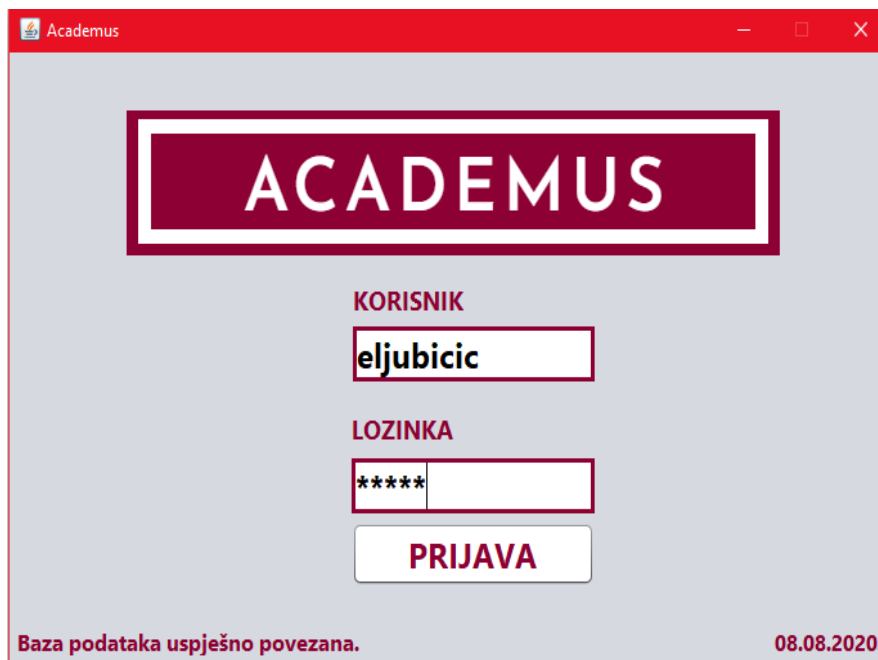 Academus
ACADEMUS
KORISNIK
eljubicic
LOZINKA
*****
PRIJAVA
Baza podataka uspješno povezana.
08.08.2020